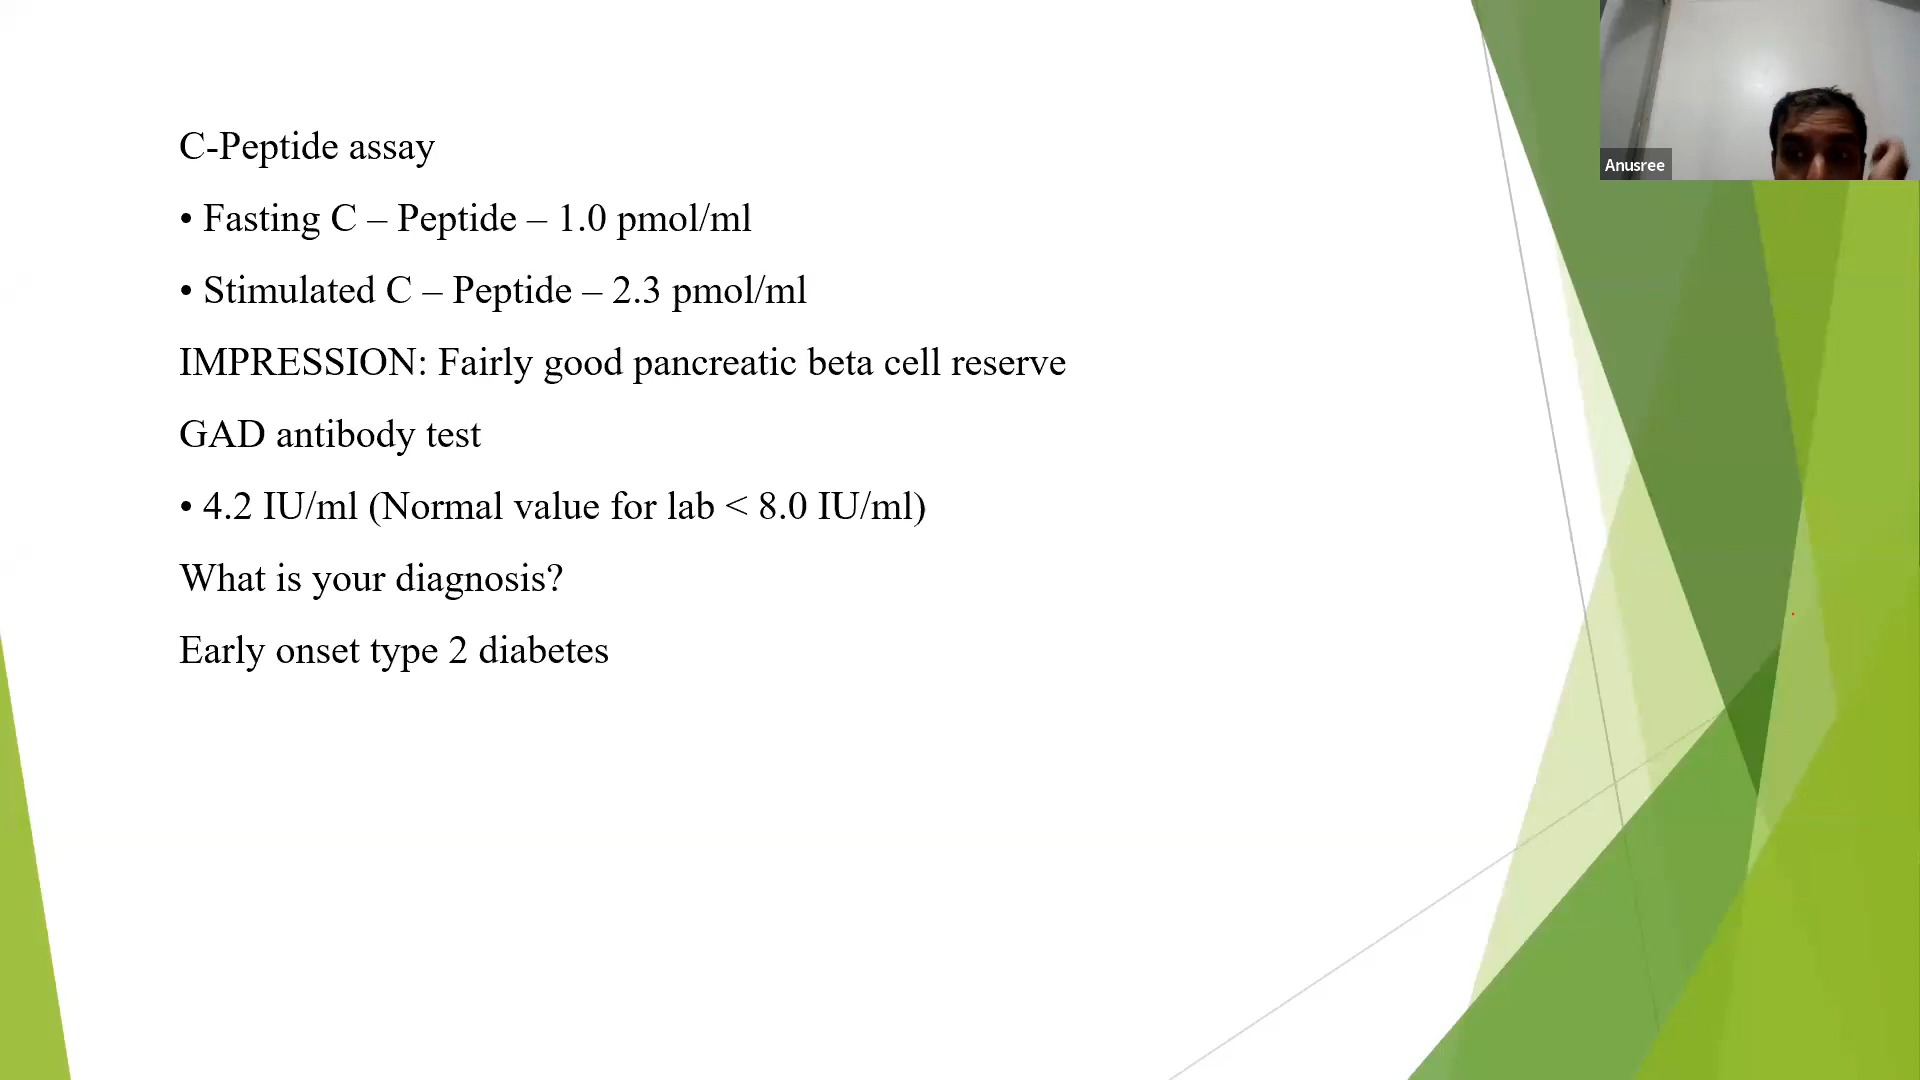 C-Peptide assay
• Fasting C – Peptide – 1.0 pmol/ml
• Stimulated C – Peptide – 2.3 pmol/ml
IMPRESSION: Fairly good pancreatic beta cell reserve
GAD antibody test
• 4.2 IU/ml (Normal value for lab < 8.0 IU/ml)
What is your diagnosis?
Early onset type 2 diabetes
Anusree